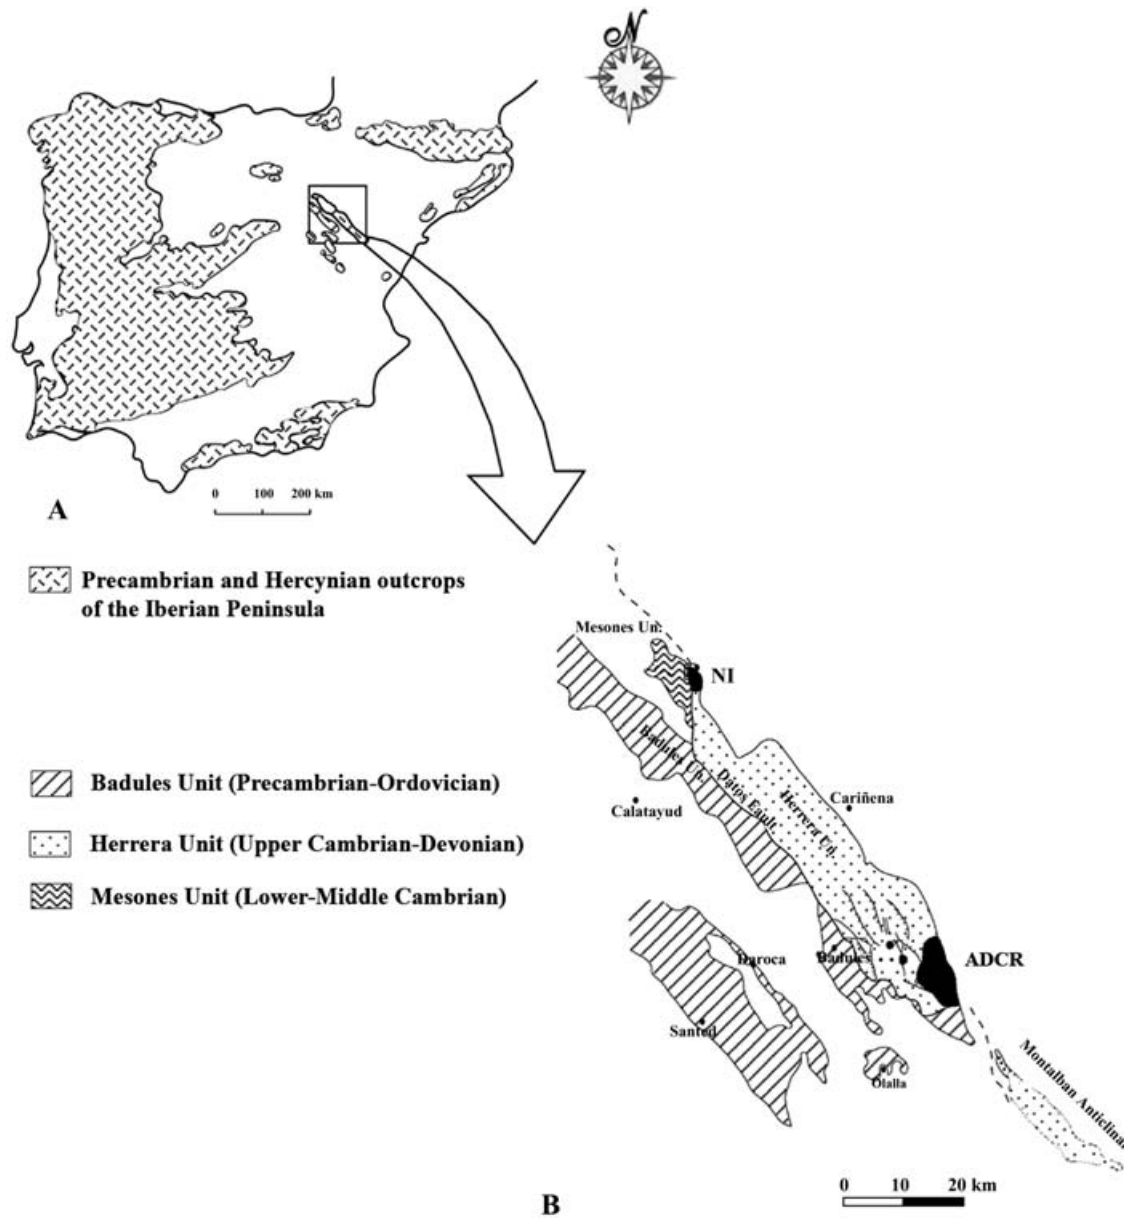 N
0 100 200 km
A
Precambrian and Hercynian outcrops
of the Iberian Peninsula
Mesones Un.
NI
Badules Un.
Datos Fault
Herrera Un.
Cariñena
Calatayud
Badules Unit (Precambrian-Ordovician)
Herrera Unit (Upper Cambrian-Devonian)
Mesones Unit (Lower-Middle Cambrian)
Daroca
Badules
ADCR
Santed
Olalla
Montalban Anticlinal
0 10 20 km
B